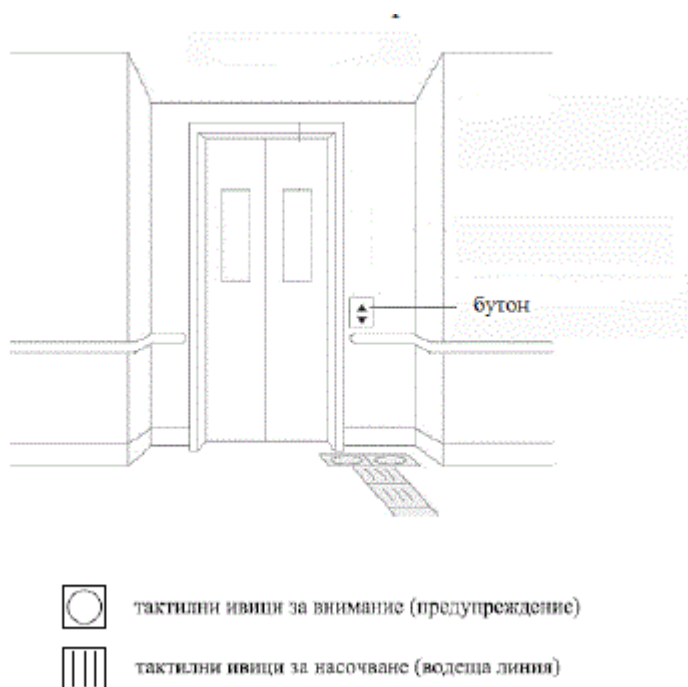 бутон
тактилни ивици за внимание (предупреждение)
тактилни ивици за насочване (водеща линия)